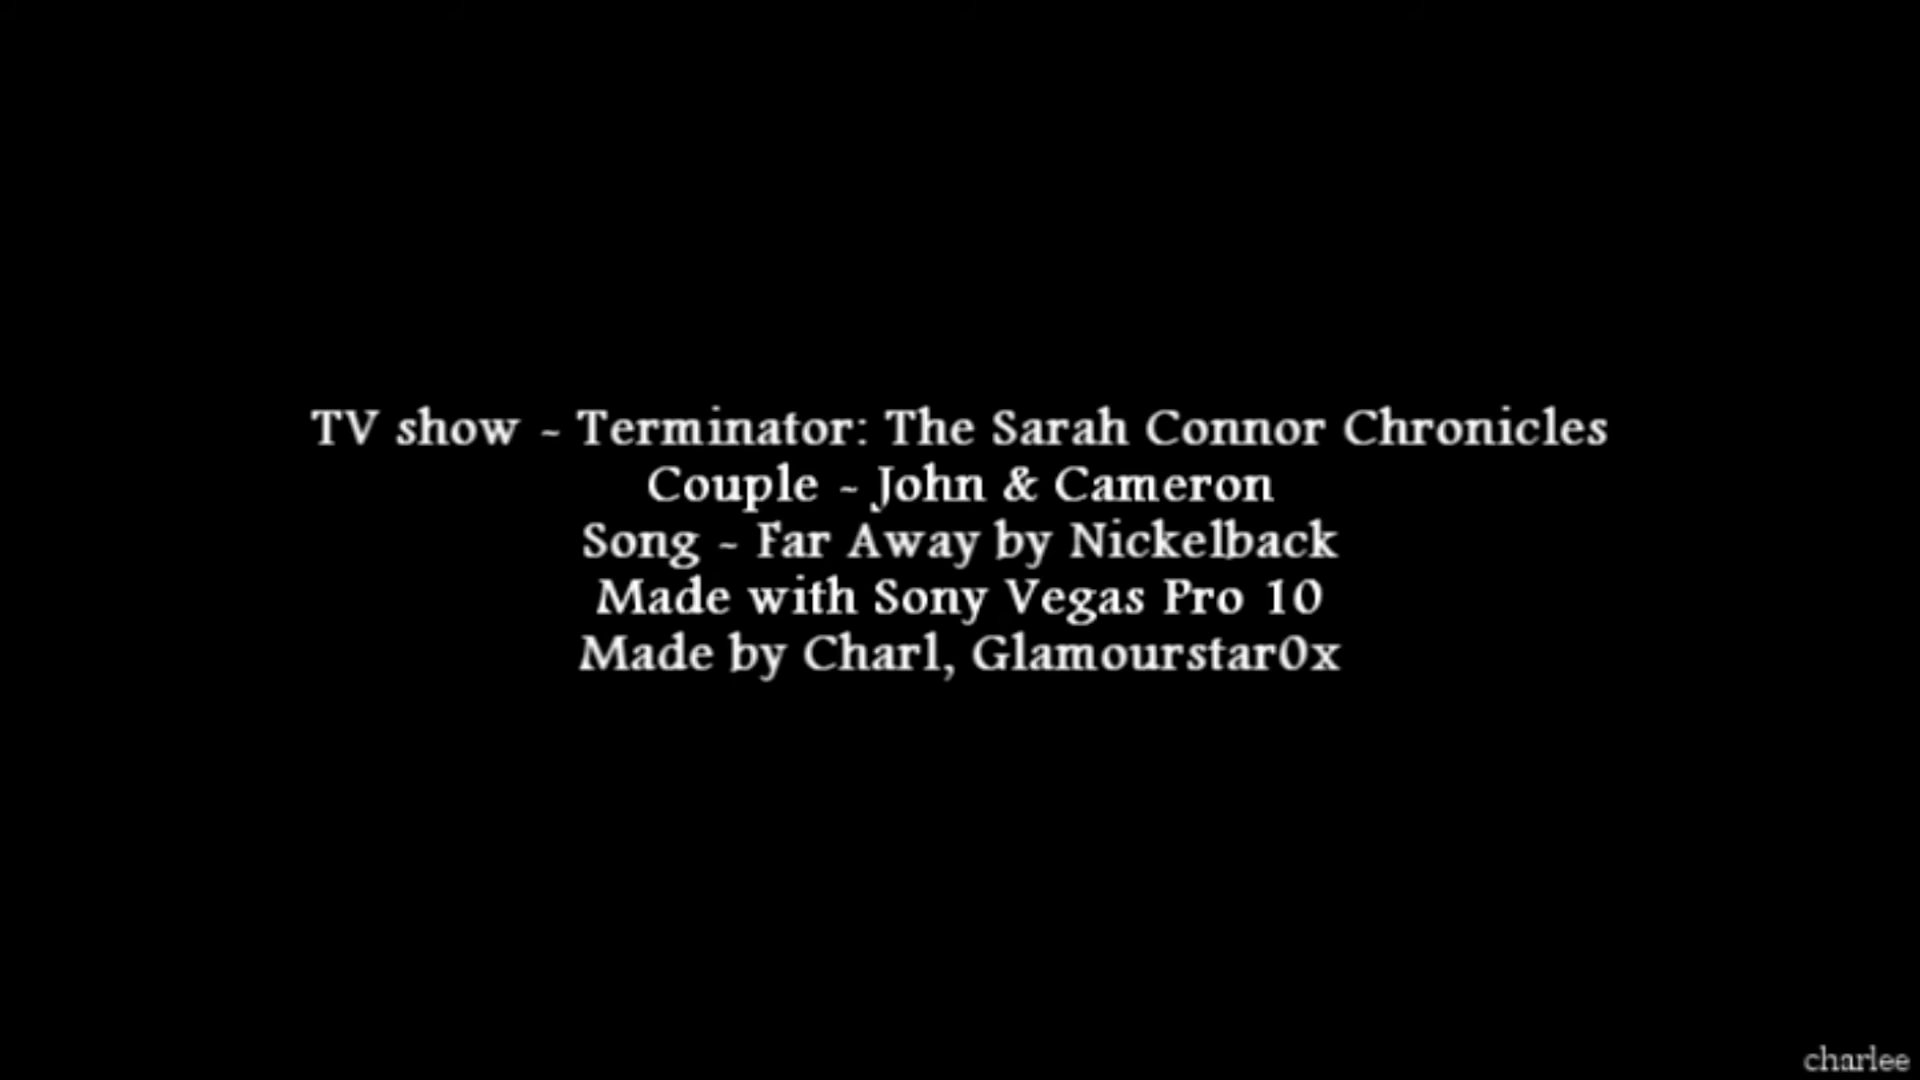 TV show ~ Terminator: The Sarah Connor Chronicles
Couple ~ John & Cameron
Song ~ Far Away by Nickelback
Made with Sony Vegas Pro 10
Made by Charl, Glamourstar0x
charlee